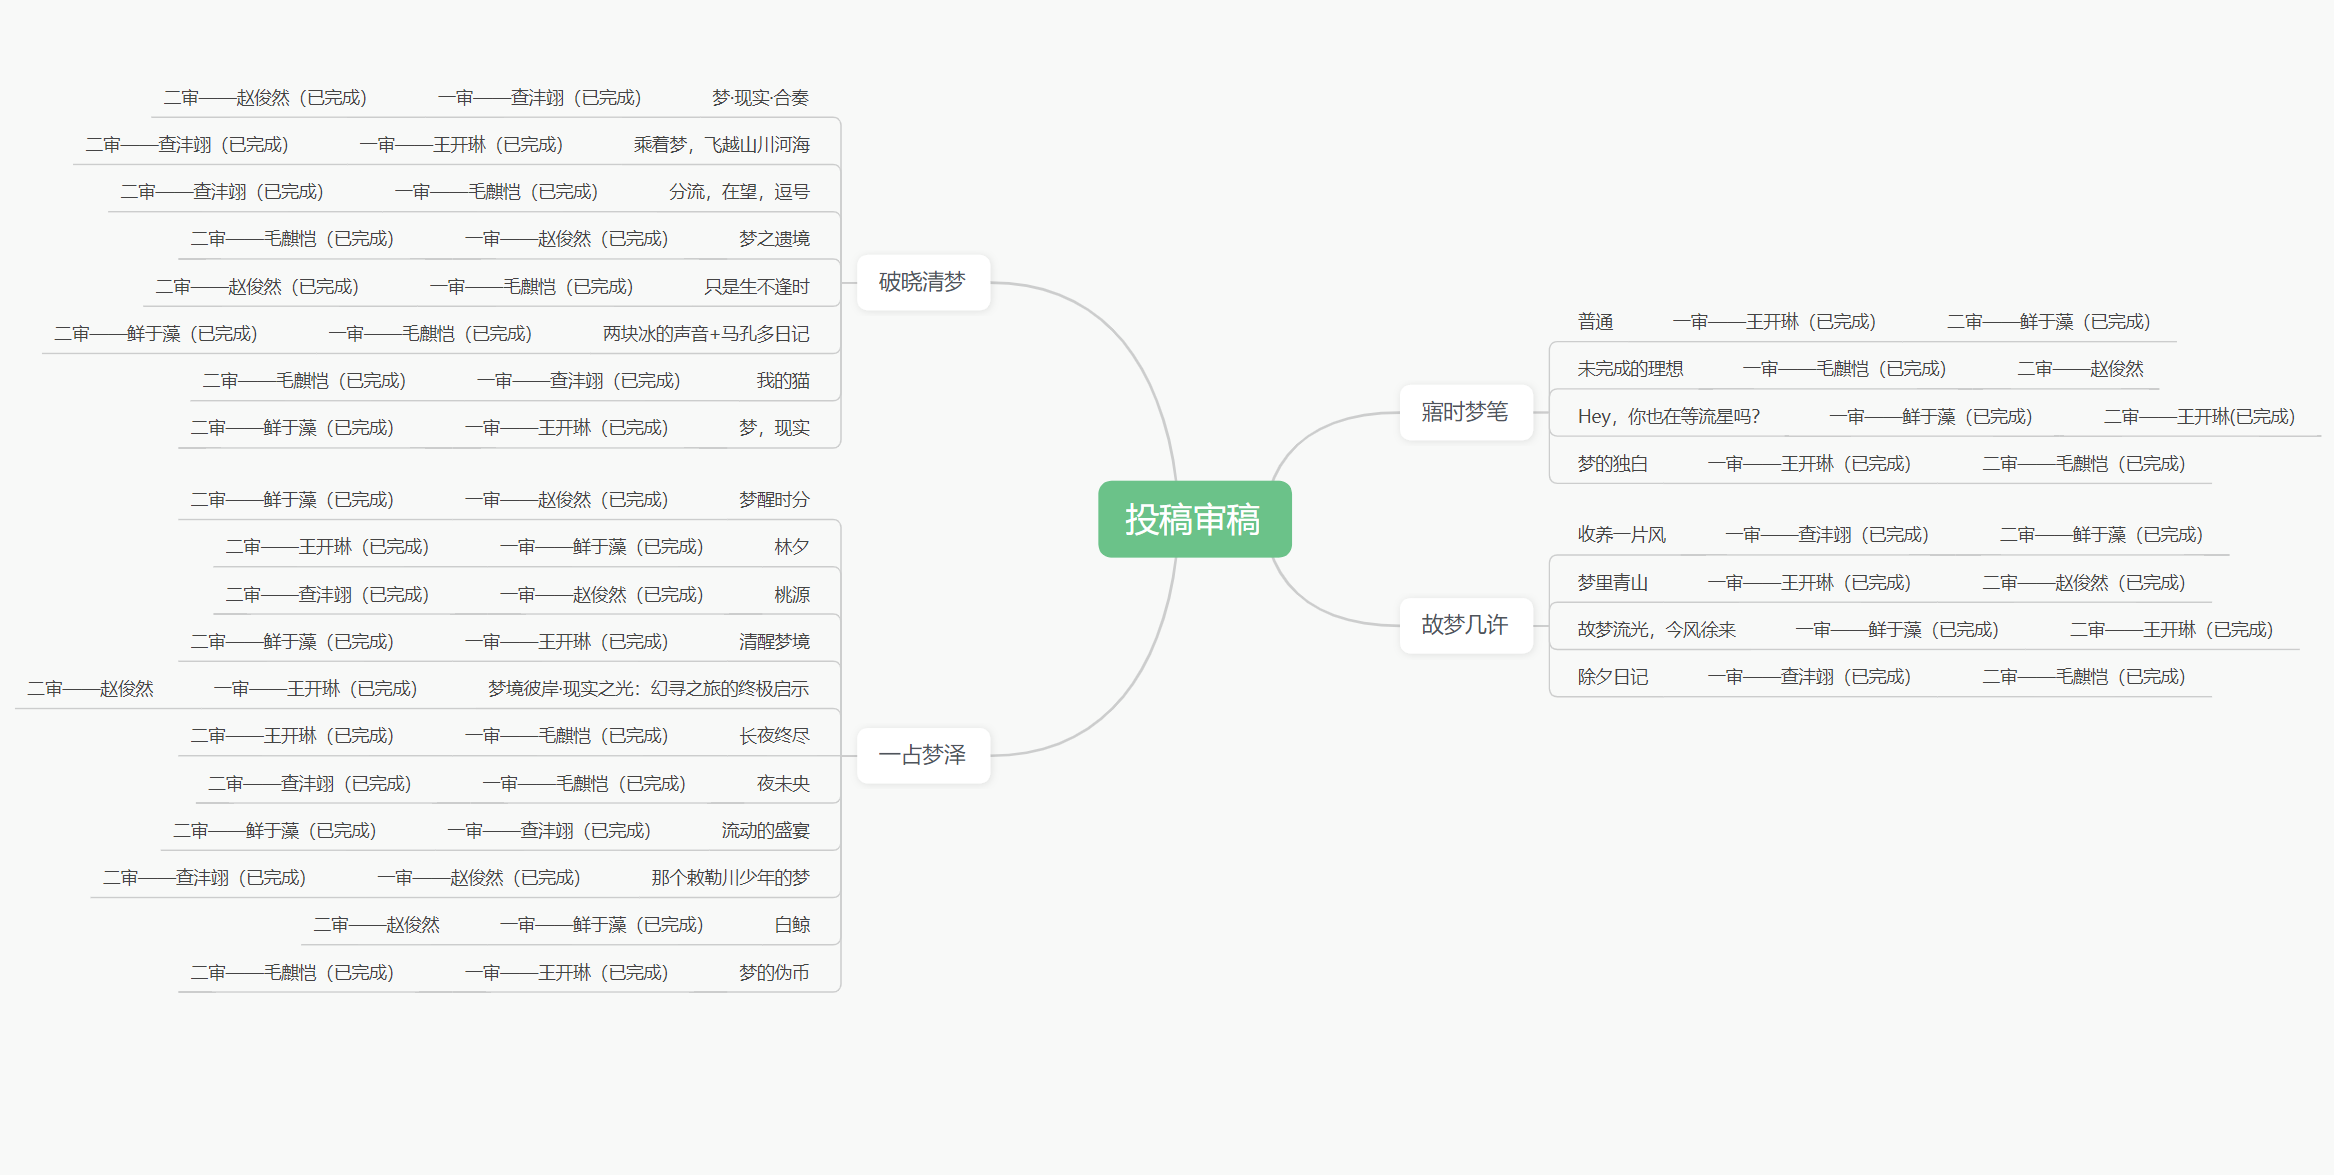 投稿审稿
破晓清梦
二审——赵俊然（已完成） 一审——查沣翊（已完成） 梦·现实·合奏
二审——查沣翊（已完成） 一审——王开琳（已完成） 乘着梦，飞越山川河海
二审——查沣翊（已完成） 一审——毛麒恺（已完成） 分流，在望，逗号
二审——毛麒恺（已完成） 一审——赵俊然（已完成） 梦之遗境
二审——赵俊然（已完成） 一审——毛麒恺（已完成） 只是生不逢时
二审——鲜于藻（已完成） 一审——毛麒恺（已完成） 两块冰的声音+马孔多日记
二审——毛麒恺（已完成） 一审——查沣翊（已完成） 我的猫
二审——鲜于藻（已完成） 一审——王开琳（已完成） 梦，现实
一占梦泽
二审——鲜于藻（已完成） 一审——赵俊然（已完成） 梦醒时分
二审——王开琳（已完成） 一审——鲜于藻（已完成） 林夕
二审——查沣翊（已完成） 一审——赵俊然（已完成） 桃源
二审——鲜于藻（已完成） 一审——王开琳（已完成） 清醒梦境
二审——赵俊然 一审——王开琳（已完成） 梦境彼岸·现实之光：幻寻之旅的终极启示
二审——王开琳（已完成） 一审——毛麒恺（已完成） 长夜终尽
二审——查沣翊（已完成） 一审——毛麒恺（已完成） 夜未央
二审——鲜于藻（已完成） 一审——查沣翊（已完成） 流动的盛宴
二审——查沣翊（已完成） 一审——赵俊然（已完成） 那个敕勒川少年的梦
二审——赵俊然 一审——鲜于藻（已完成） 白鲸
二审——毛麒恺（已完成） 一审——王开琳（已完成） 梦的伪币
寤时梦笔
普通 一审——王开琳（已完成） 二审——鲜于藻（已完成）
未完成的理想 一审——毛麒恺（已完成） 二审——赵俊然
Hey，你也在等流星吗？ 一审——鲜于藻（已完成） 二审——王开琳(已完成）
梦的独白 一审——王开琳（已完成） 二审——毛麒恺（已完成）
故梦几许
收养一片风 一审——查沣翊（已完成） 二审——鲜于藻（已完成）
梦里青山 一审——王开琳（已完成） 二审——赵俊然（已完成）
故梦流光，今风徐来 一审——鲜于藻（已完成） 二审——王开琳（已完成）
除夕日记 一审——查沣翊（已完成） 二审——毛麒恺（已完成）